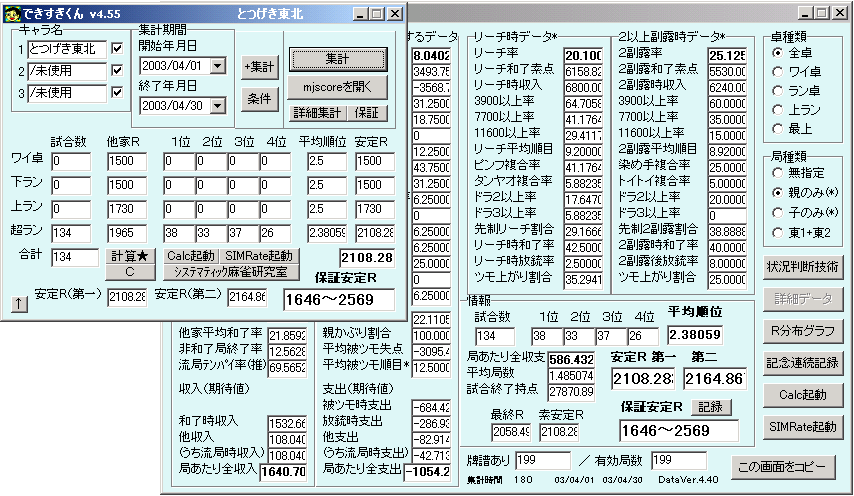 できすぎくん v4.55 とつげき東北
キャラ名
1 とつげき東北
2 /未使用
3 /未使用
集計期間
開始年月日
2003/04/01
終了年月日
2003/04/30
+集計
条件
集計
mjscoreを開く
詳細集計 保証
試合数 他家R 1位 2位 3位 4位 平均順位 安定R
ワイ卓 0 1500 0 0 0 0 2.5 1500
下ラン 0 1500 0 0 0 0 2.5 1500
上ラン 0 1730 0 0 0 0 2.5 1730
超ラン 134 1965 38 33 37 26 2.38059 2108.28
合計 134 計算★ Calc起動 SIMRate起動 2108.28
C システマティック麻雀研究室
保証安定R
↑ 安定R(第一) 2108.28 安定R(第二) 2164.86 1646～2569
するデータ
8.0402
3493.75
-3568.7
31.2500
18.7500
0
12.2500
43.7500
31.2500
6.2500
0
6.2500
6.2500
25.0000
0
6.2500
22.1105
リーチ時データ*
リーチ率 20.100
リーチ和了素点 6158.82
リーチ時収入 6800.00
3900以上率 64.7058
7700以上率 41.1764
11600以上率 29.4117
リーチ平均順目 9.20000
ピンフ複合率 41.1764
タンヤオ複合率 5.88235
ドラ2以上率 17.6470
ドラ3以上率 5.88235
先制リーチ割合 29.1666
リーチ時和了率 42.5000
リーチ時放銃率 2.50000
ツモ上がり割合 35.2941
2以上副露時データ*
2副露率 25.125
2副露和了素点 5530.00
2副露時収入 6240.00
3900以上率 60.0000
7700以上率 35.0000
11600以上率 15.0000
2副露平均順目 8.92000
染め手複合率 25.0000
トイトイ複合率 5.00000
ドラ2以上率 20.0000
ドラ3以上率 0
先制2副露割合 38.8888
2副露時和了率 40.0000
2副露後放銃率 8.00000
ツモ上がり割合 25.0000
卓種類
全卓
ワイ卓
ラン卓
上ラン
最上
局種類
無指定
親のみ(*)
子のみ(*)
東1+東2
状況判断技術
詳細データ
R分布グラフ
記念連続記録
Calc起動
SIMRate起動
この画面をコピー
他家平均和了率 21.8592
非和了局終了率 12.5628
流局テンパイ率(推) 69.5652
収入(期待値)
和了時収入 1532.66
他収入 108.040
(うち流局時収入) 108.040
局あたり全収入 1640.70
親かぶり割合 100.000
平均被ツモ失点 -3095.4
平均被ツモ順目* 12.5000
支出(期待値)
被ツモ時支出 -684.42
放銃時支出 -286.93
他支出 -82.914
(うち流局時支出) -42.713
局あたり全支出 -1054.2
情報
試合数 1位 2位 3位 4位 平均順位
134 38 33 37 26 2.38059
局あたり全収支 586.432
平均局数 1.485074
試合終了持点 27870.89
安定R 第一 第二
2108.28 2164.86
最終R 素安定R 保証安定R 記録
2058.49 2108.28 1646～2569
牌譜あり 199 / 有効局数 199
集計時間 180 03/04/01 03/04/30 DataVer.4.40